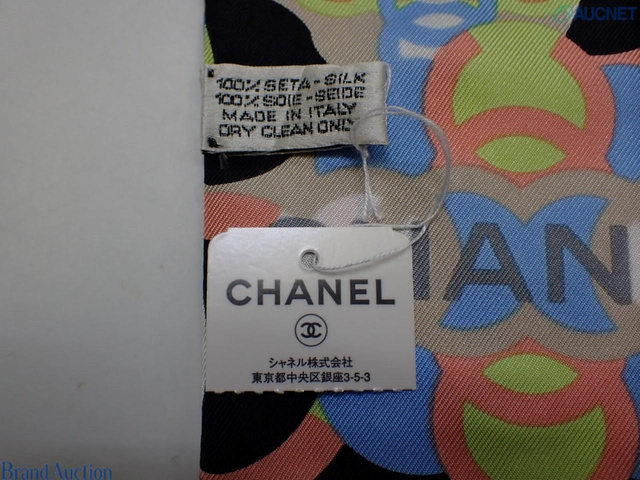 AUCNET
100% SETA - SILK
100% SOIE - SEIDE
MADE IN ITALY
DRY CLEAN ONLY
HAN
CHANEL
シャネル株式会社
東京都中央区銀座3-5-3
Brand Auction